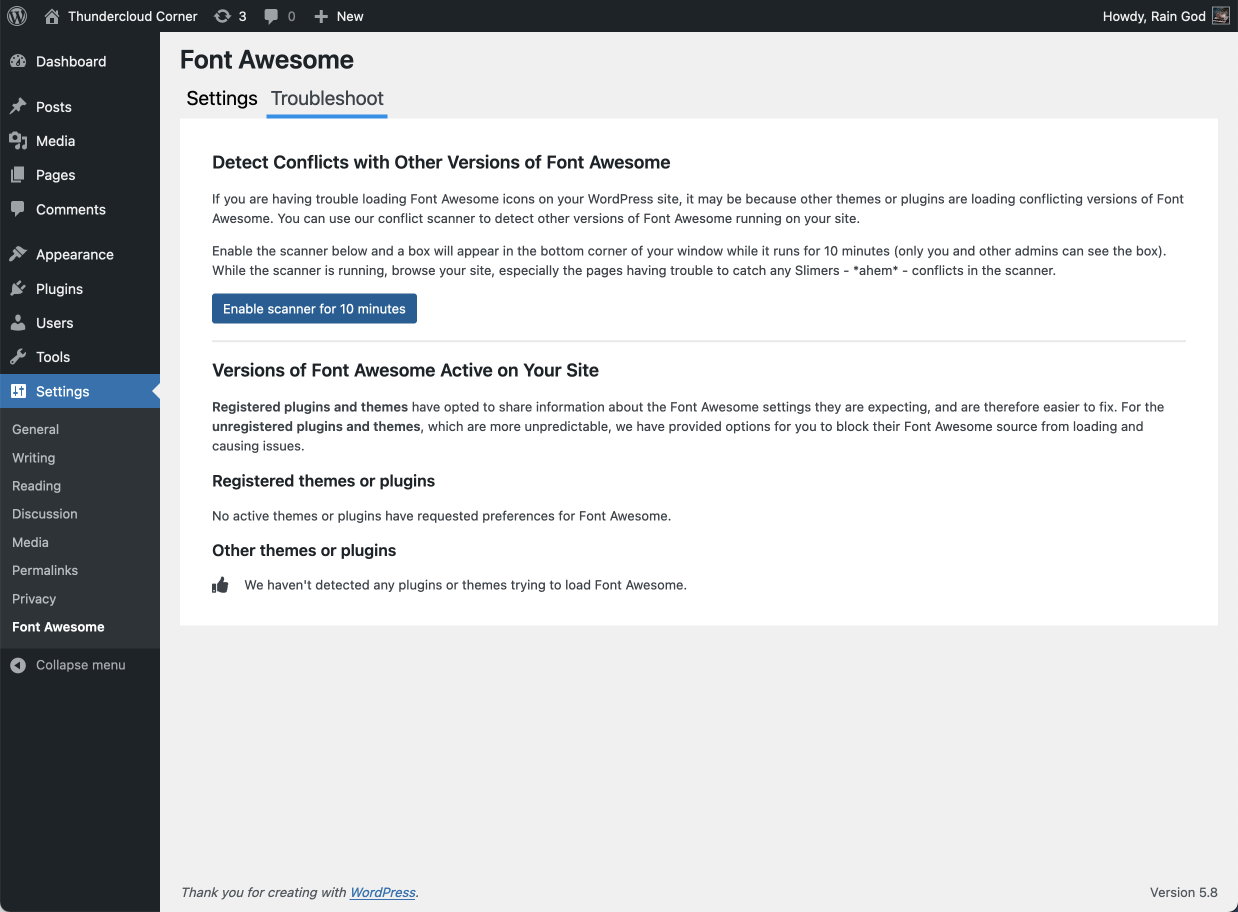 Thundercloud Corner 3 0 New Howdy, Rain God
Dashboard
Posts
Media
Pages
Comments
Appearance
Plugins
Users
Tools
Settings
General
Writing
Reading
Discussion
Media
Permalinks
Privacy
Font Awesome
Collapse menu
Font Awesome
Settings Troubleshoot
Detect Conflicts with Other Versions of Font Awesome
If you are having trouble loading Font Awesome icons on your WordPress site, it may be because other themes or plugins are loading conflicting versions of Font
Awesome. You can use our conflict scanner to detect other versions of Font Awesome running on your site.
Enable the scanner below and a box will appear in the bottom corner of your window while it runs for 10 minutes (only you and other admins can see the box).
While the scanner is running, browse your site, especially the pages having trouble to catch any Slimers - *ahem* - conflicts in the scanner.
Enable scanner for 10 minutes
Versions of Font Awesome Active on Your Site
Registered plugins and themes have opted to share information about the Font Awesome settings they are expecting, and are therefore easier to fix. For the
unregistered plugins and themes, which are more unpredictable, we have provided options for you to block their Font Awesome source from loading and
causing issues.
Registered themes or plugins
No active themes or plugins have requested preferences for Font Awesome.
Other themes or plugins
We haven't detected any plugins or themes trying to load Font Awesome.
Thank you for creating with WordPress.
Version 5.8